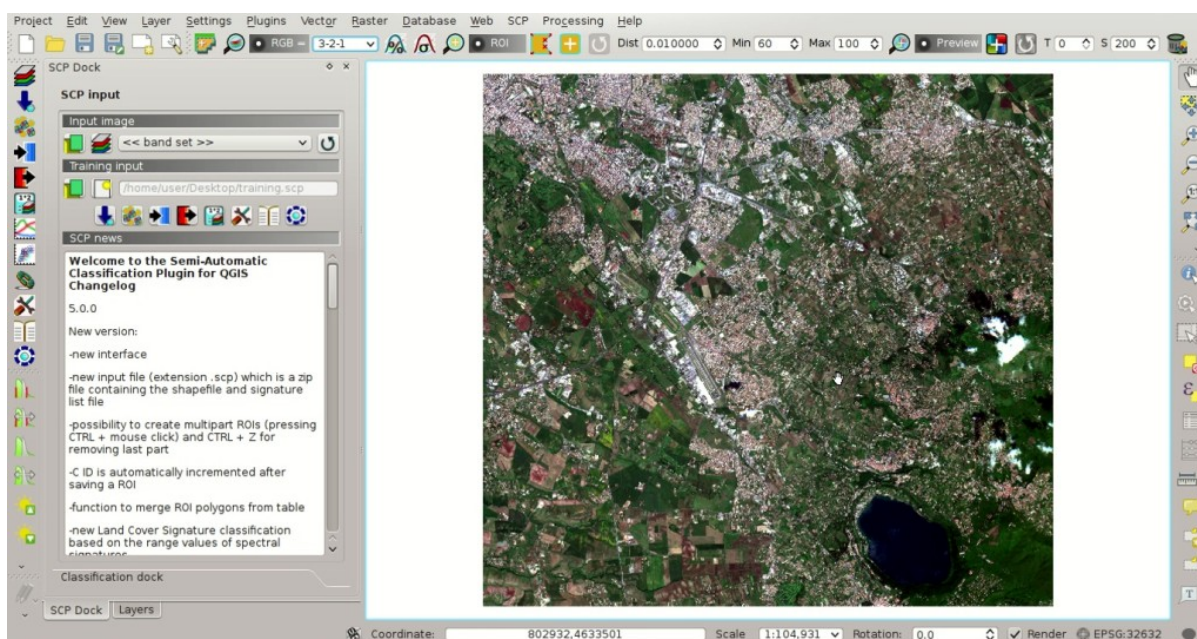 Project Edit View Layer Settings Plugins Vector Raster Database Web SCP Processing Help
RGB = 3-2-1 ROI Dist 0.010000 Min 60 Max 100 Preview T 0 S 200
SCP Dock
SCP input
Input image
<< band set >>
Training input
/home/user/Desktop/training.scp
SCP news
Welcome to the Semi-Automatic
Classification Plugin for QGIS
Changelog
5.0.0
New version:
-new interface
-new input file (extension .scp) which is a zip
file containing the shapefile and signature
list file
-possibility to create multipart ROIs (pressing
CTRL + mouse click) and CTRL + Z for
removing last part
-C ID is automatically incremented after
saving a ROI
-function to merge ROI polygons from table
-new Land Cover Signature classification
based on the range values of spectral
signatures
Classification dock
SCP Dock Layers
Coordinate: 802932,4633501 Scale 1:104,931 Rotation: 0.0 Render EPSG:32632